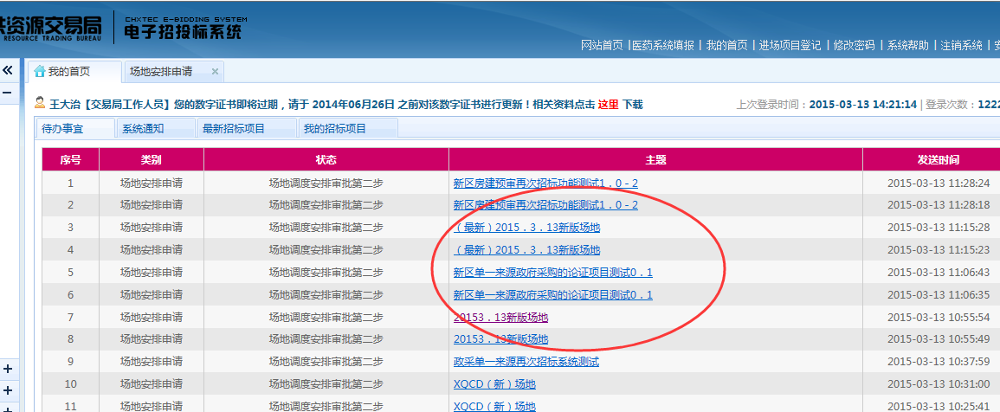 资源交易局 CHXTEC E-BIDDING SYSTEM
RESOURCE TRADING BUREAU 电子招投标系统
网站首页 | 医药系统填报 | 我的首页 | 进场项目登记 | 修改密码 | 系统帮助 | 注销系统 |
我的首页 场地安排申请
王大治【交易局工作人员】您的数字证书即将过期，请于 2014年06月26日 之前对该数字证书进行更新！相关资料点击 这里 下载 上次登录时间：2015-03-13 14:21:14 | 登录次数：1222
待办事宜 系统通知 最新招标项目 我的招标项目
序号 类别 状态 主题 发送时间
1 场地安排申请 场地调度安排审批第二步 新区房建预审再次招标功能测试1．0－2 2015-03-13 11:28:24
2 场地安排申请 场地调度安排审批第二步 新区房建预审再次招标功能测试1．0－2 2015-03-13 11:28:18
3 场地安排申请 场地调度安排审批第二步 （最新）2015．3．13新版场地 2015-03-13 11:15:28
4 场地安排申请 场地调度安排审批第二步 （最新）2015．3．13新版场地 2015-03-13 11:15:23
5 场地安排申请 场地调度安排审批第二步 新区单一来源政府采购的论证项目测试0．1 2015-03-13 11:06:43
6 场地安排申请 场地调度安排审批第二步 新区单一来源政府采购的论证项目测试0．1 2015-03-13 11:06:35
7 场地安排申请 场地调度安排审批第二步 20153．13新版场地 2015-03-13 10:55:54
8 场地安排申请 场地调度安排审批第二步 20153．13新版场地 2015-03-13 10:55:49
9 场地安排申请 场地调度安排审批第二步 政采单一来源再次招标系统测试 2015-03-13 10:37:59
10 场地安排申请 场地调度安排审批第二步 XQCD（新）场地 2015-03-13 10:31:00
11 场地安排申请 场地调度安排审批第二步 XQCD（新）场地 2015-03-13 10:25:41